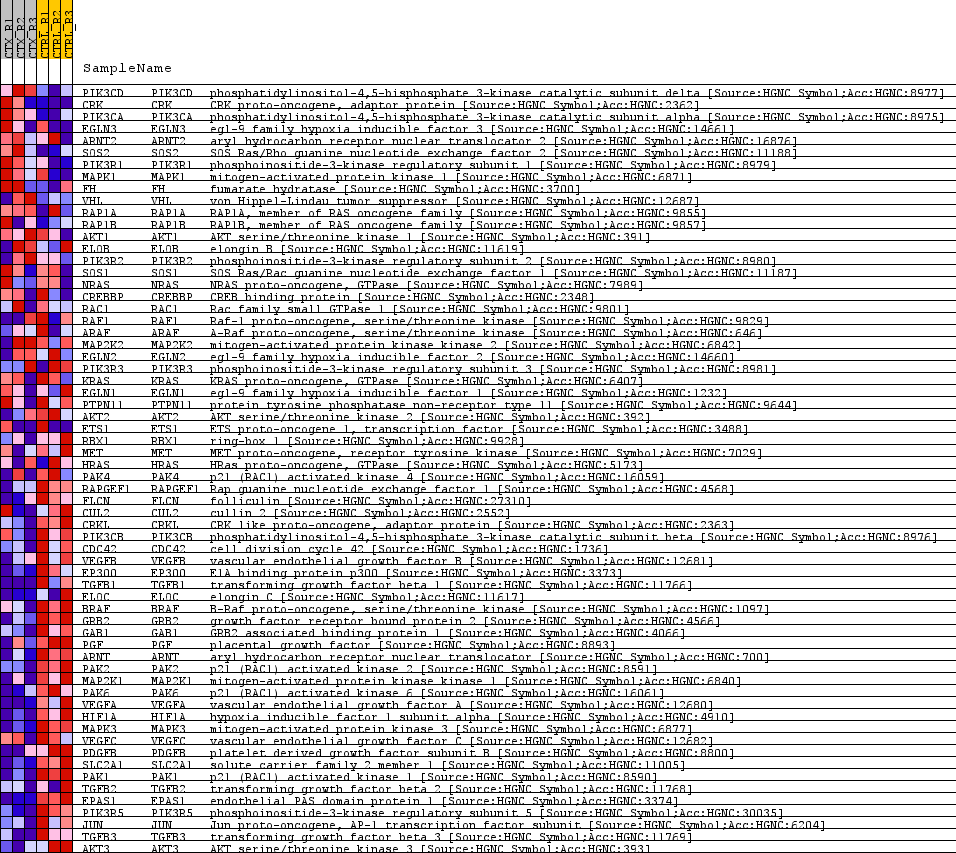 CTX_R1
CTX_R2
CTX_R3
CTRL_R1
CTRL_R2
CTRL_R3
SampleName
PIK3CD PIK3CD phosphatidylinositol-4,5-bisphosphate 3-kinase catalytic subunit delta [Source:HGNC Symbol;Acc:HGNC:8977]
CRK CRK CRK proto-oncogene, adaptor protein [Source:HGNC Symbol;Acc:HGNC:2362]
PIK3CA PIK3CA phosphatidylinositol-4,5-bisphosphate 3-kinase catalytic subunit alpha [Source:HGNC Symbol;Acc:HGNC:8975]
EGLN3 EGLN3 egl-9 family hypoxia inducible factor 3 [Source:HGNC Symbol;Acc:HGNC:14661]
ARNT2 ARNT2 aryl hydrocarbon receptor nuclear translocator 2 [Source:HGNC Symbol;Acc:HGNC:16876]
SOS2 SOS2 SOS Ras/Rho guanine nucleotide exchange factor 2 [Source:HGNC Symbol;Acc:HGNC:11188]
PIK3R1 PIK3R1 phosphoinositide-3-kinase regulatory subunit 1 [Source:HGNC Symbol;Acc:HGNC:8979]
MAPK1 MAPK1 mitogen-activated protein kinase 1 [Source:HGNC Symbol;Acc:HGNC:6871]
FH FH fumarate hydratase [Source:HGNC Symbol;Acc:HGNC:3700]
VHL VHL von Hippel-Lindau tumor suppressor [Source:HGNC Symbol;Acc:HGNC:12687]
RAP1A RAP1A RAP1A, member of RAS oncogene family [Source:HGNC Symbol;Acc:HGNC:9855]
RAP1B RAP1B RAP1B, member of RAS oncogene family [Source:HGNC Symbol;Acc:HGNC:9857]
AKT1 AKT1 AKT serine/threonine kinase 1 [Source:HGNC Symbol;Acc:HGNC:391]
ELOB ELOB elongin B [Source:HGNC Symbol;Acc:HGNC:11619]
PIK3R2 PIK3R2 phosphoinositide-3-kinase regulatory subunit 2 [Source:HGNC Symbol;Acc:HGNC:8980]
SOS1 SOS1 SOS Ras/Rac guanine nucleotide exchange factor 1 [Source:HGNC Symbol;Acc:HGNC:11187]
NRAS NRAS NRAS proto-oncogene, GTPase [Source:HGNC Symbol;Acc:HGNC:7989]
CREBBP CREBBP CREB binding protein [Source:HGNC Symbol;Acc:HGNC:2348]
RAC1 RAC1 Rac family small GTPase 1 [Source:HGNC Symbol;Acc:HGNC:9801]
RAF1 RAF1 Raf-1 proto-oncogene, serine/threonine kinase [Source:HGNC Symbol;Acc:HGNC:9829]
ARAF ARAF A-Raf proto-oncogene, serine/threonine kinase [Source:HGNC Symbol;Acc:HGNC:646]
MAP2K2 MAP2K2 mitogen-activated protein kinase kinase 2 [Source:HGNC Symbol;Acc:HGNC:6842]
EGLN2 EGLN2 egl-9 family hypoxia inducible factor 2 [Source:HGNC Symbol;Acc:HGNC:14660]
PIK3R3 PIK3R3 phosphoinositide-3-kinase regulatory subunit 3 [Source:HGNC Symbol;Acc:HGNC:8981]
KRAS KRAS KRAS proto-oncogene, GTPase [Source:HGNC Symbol;Acc:HGNC:6407]
EGLN1 EGLN1 egl-9 family hypoxia inducible factor 1 [Source:HGNC Symbol;Acc:HGNC:1232]
PTPN11 PTPN11 protein tyrosine phosphatase non-receptor type 11 [Source:HGNC Symbol;Acc:HGNC:9644]
AKT2 AKT2 AKT serine/threonine kinase 2 [Source:HGNC Symbol;Acc:HGNC:392]
ETS1 ETS1 ETS proto-oncogene 1, transcription factor [Source:HGNC Symbol;Acc:HGNC:3488]
RBX1 RBX1 ring-box 1 [Source:HGNC Symbol;Acc:HGNC:9928]
MET MET MET proto-oncogene, receptor tyrosine kinase [Source:HGNC Symbol;Acc:HGNC:7029]
HRAS HRAS HRas proto-oncogene, GTPase [Source:HGNC Symbol;Acc:HGNC:5173]
PAK4 PAK4 p21 (RAC1) activated kinase 4 [Source:HGNC Symbol;Acc:HGNC:16059]
RAPGEF1 RAPGEF1 Rap guanine nucleotide exchange factor 1 [Source:HGNC Symbol;Acc:HGNC:4568]
FLCN FLCN folliculin [Source:HGNC Symbol;Acc:HGNC:27310]
CUL2 CUL2 cullin 2 [Source:HGNC Symbol;Acc:HGNC:2552]
CRKL CRKL CRK like proto-oncogene, adaptor protein [Source:HGNC Symbol;Acc:HGNC:2363]
PIK3CB PIK3CB phosphatidylinositol-4,5-bisphosphate 3-kinase catalytic subunit beta [Source:HGNC Symbol;Acc:HGNC:8976]
CDC42 CDC42 cell division cycle 42 [Source:HGNC Symbol;Acc:HGNC:1736]
VEGFB VEGFB vascular endothelial growth factor B [Source:HGNC Symbol;Acc:HGNC:12681]
EP300 EP300 E1A binding protein p300 [Source:HGNC Symbol;Acc:HGNC:3373]
TGFB1 TGFB1 transforming growth factor beta 1 [Source:HGNC Symbol;Acc:HGNC:11766]
ELOC ELOC elongin C [Source:HGNC Symbol;Acc:HGNC:11617]
BRAF BRAF B-Raf proto-oncogene, serine/threonine kinase [Source:HGNC Symbol;Acc:HGNC:1097]
GRB2 GRB2 growth factor receptor bound protein 2 [Source:HGNC Symbol;Acc:HGNC:4566]
GAB1 GAB1 GRB2 associated binding protein 1 [Source:HGNC Symbol;Acc:HGNC:4066]
PGF PGF placental growth factor [Source:HGNC Symbol;Acc:HGNC:8893]
ARNT ARNT aryl hydrocarbon receptor nuclear translocator [Source:HGNC Symbol;Acc:HGNC:700]
PAK2 PAK2 p21 (RAC1) activated kinase 2 [Source:HGNC Symbol;Acc:HGNC:8591]
MAP2K1 MAP2K1 mitogen-activated protein kinase kinase 1 [Source:HGNC Symbol;Acc:HGNC:6840]
PAK6 PAK6 p21 (RAC1) activated kinase 6 [Source:HGNC Symbol;Acc:HGNC:16061]
VEGFA VEGFA vascular endothelial growth factor A [Source:HGNC Symbol;Acc:HGNC:12680]
HIF1A HIF1A hypoxia inducible factor 1 subunit alpha [Source:HGNC Symbol;Acc:HGNC:4910]
MAPK3 MAPK3 mitogen-activated protein kinase 3 [Source:HGNC Symbol;Acc:HGNC:6877]
VEGFC VEGFC vascular endothelial growth factor C [Source:HGNC Symbol;Acc:HGNC:12682]
PDGFB PDGFB platelet derived growth factor subunit B [Source:HGNC Symbol;Acc:HGNC:8800]
SLC2A1 SLC2A1 solute carrier family 2 member 1 [Source:HGNC Symbol;Acc:HGNC:11005]
PAK1 PAK1 p21 (RAC1) activated kinase 1 [Source:HGNC Symbol;Acc:HGNC:8590]
TGFB2 TGFB2 transforming growth factor beta 2 [Source:HGNC Symbol;Acc:HGNC:11768]
EPAS1 EPAS1 endothelial PAS domain protein 1 [Source:HGNC Symbol;Acc:HGNC:3374]
PIK3R5 PIK3R5 phosphoinositide-3-kinase regulatory subunit 5 [Source:HGNC Symbol;Acc:HGNC:30035]
JUN JUN Jun proto-oncogene, AP-1 transcription factor subunit [Source:HGNC Symbol;Acc:HGNC:6204]
TGFB3 TGFB3 transforming growth factor beta 3 [Source:HGNC Symbol;Acc:HGNC:11769]
AKT3 AKT3 AKT serine/threonine kinase 3 [Source:HGNC Symbol;Acc:HGNC:393]